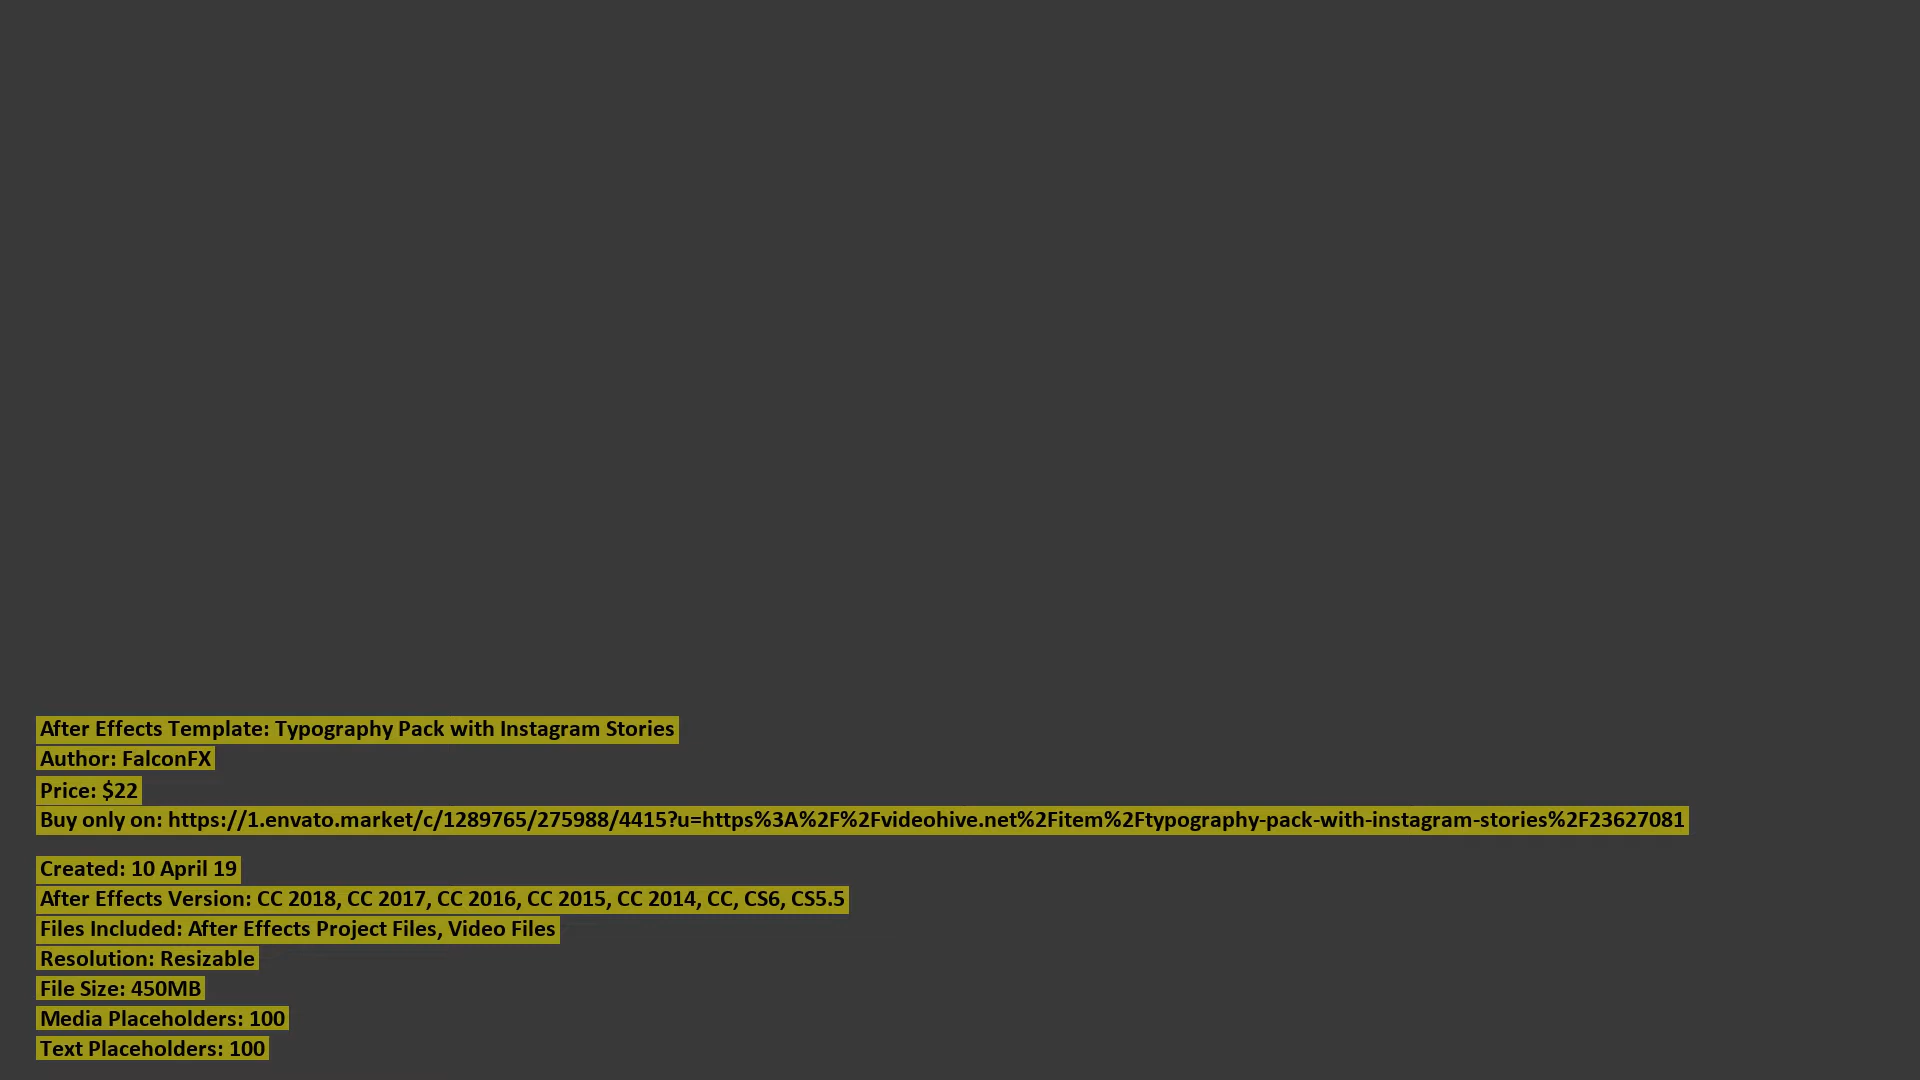 After Effects Template: Typography Pack with Instagram Stories
Author: FalconFX
Price: $22
Buy only on: https://1.envato.market/c/1289765/275988/4415?u=https%3A%2F%2Fvideohive.net%2Fitem%2Ftypography-pack-with-instagram-stories%2F23627081
Created: 10 April 19
After Effects Version: CC 2018, CC 2017, CC 2016, CC 2015, CC 2014, CC, CS6, CS5.5
Files Included: After Effects Project Files, Video Files
Resolution: Resizable
File Size: 450MB
Media Placeholders: 100
Text Placeholders: 100